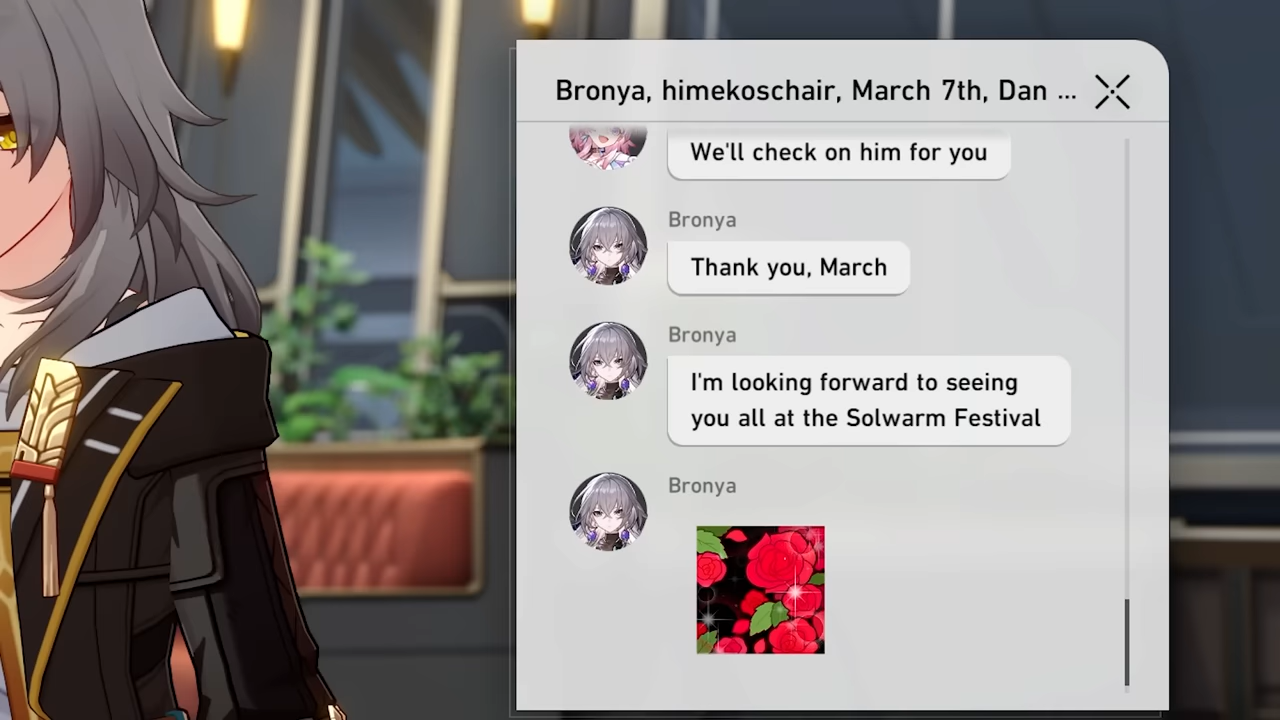 Bronya, himekoschair, March 7th, Dan ...
We'll check on him for you
Bronya
Thank you, March
Bronya
I'm looking forward to seeing
you all at the Solwarm Festival
Bronya